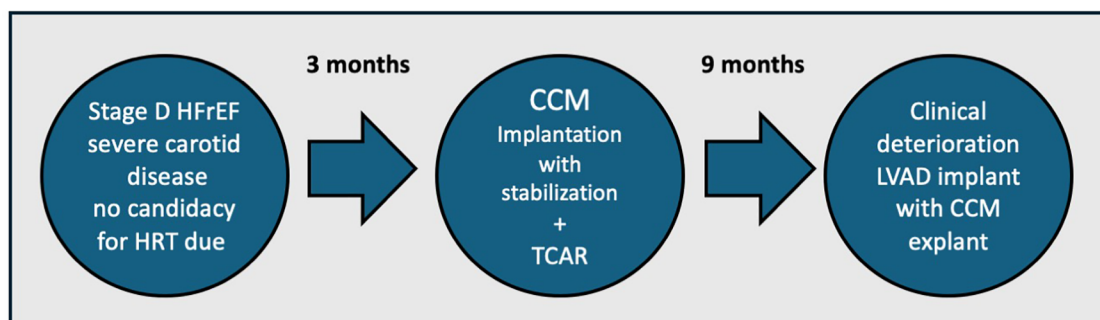 Stage D HFrEF
severe carotid
disease
no candidacy
for HRT due
3 months
CCM
Implantation
with
stabilization
+
TCAR
9 months
Clinical
deterioration
LVAD implant
with CCM
explant